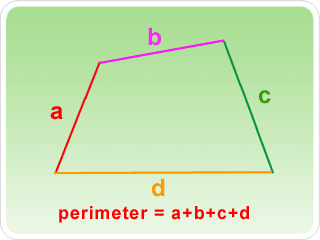 b
a
c
d
perimeter = a+b+c+d